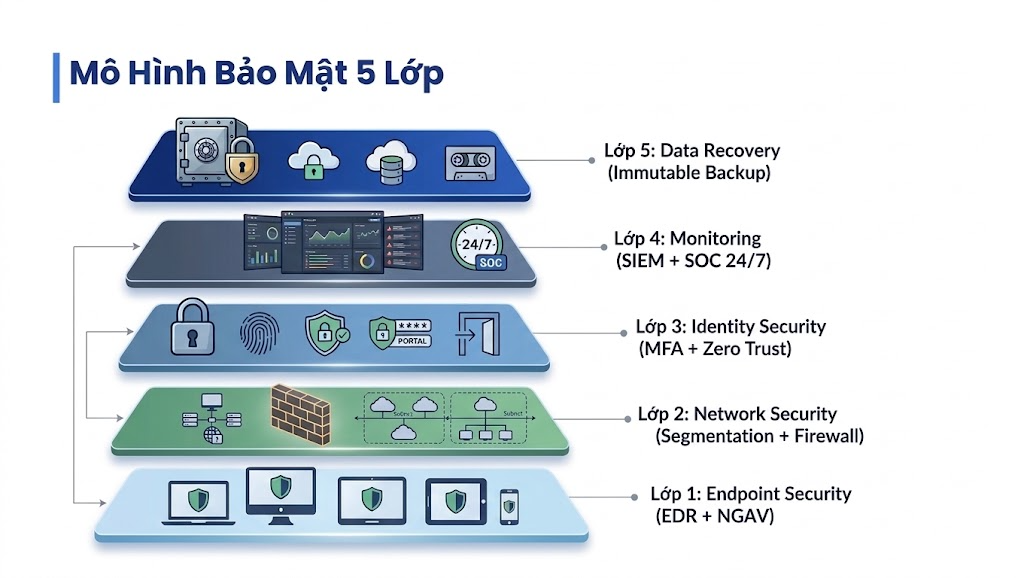 Mô Hình Bảo Mật 5 Lớp
Lớp 5: Data Recovery
(Immutable Backup)
24/7
SOC
Lớp 4: Monitoring
(SIEM + SOC 24/7)
****
PORTAL
Lớp 3: Identity Security
(MFA + Zero Trust)
Subnet
Lớp 2: Network Security
(Segmentation + Firewall)
Lớp 1: Endpoint Security
(EDR + NGAV)